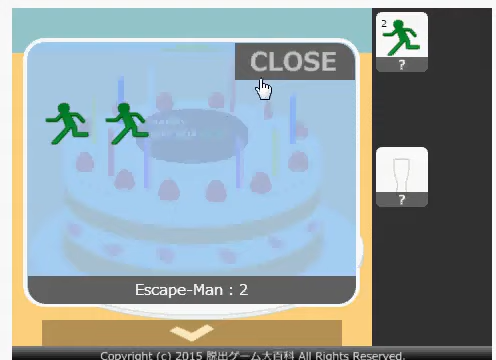 CLOSE
2
?
?
Escape-Man : 2
Copyright (c) 2015 脱出ゲーム大百科 All Rights Reserved.